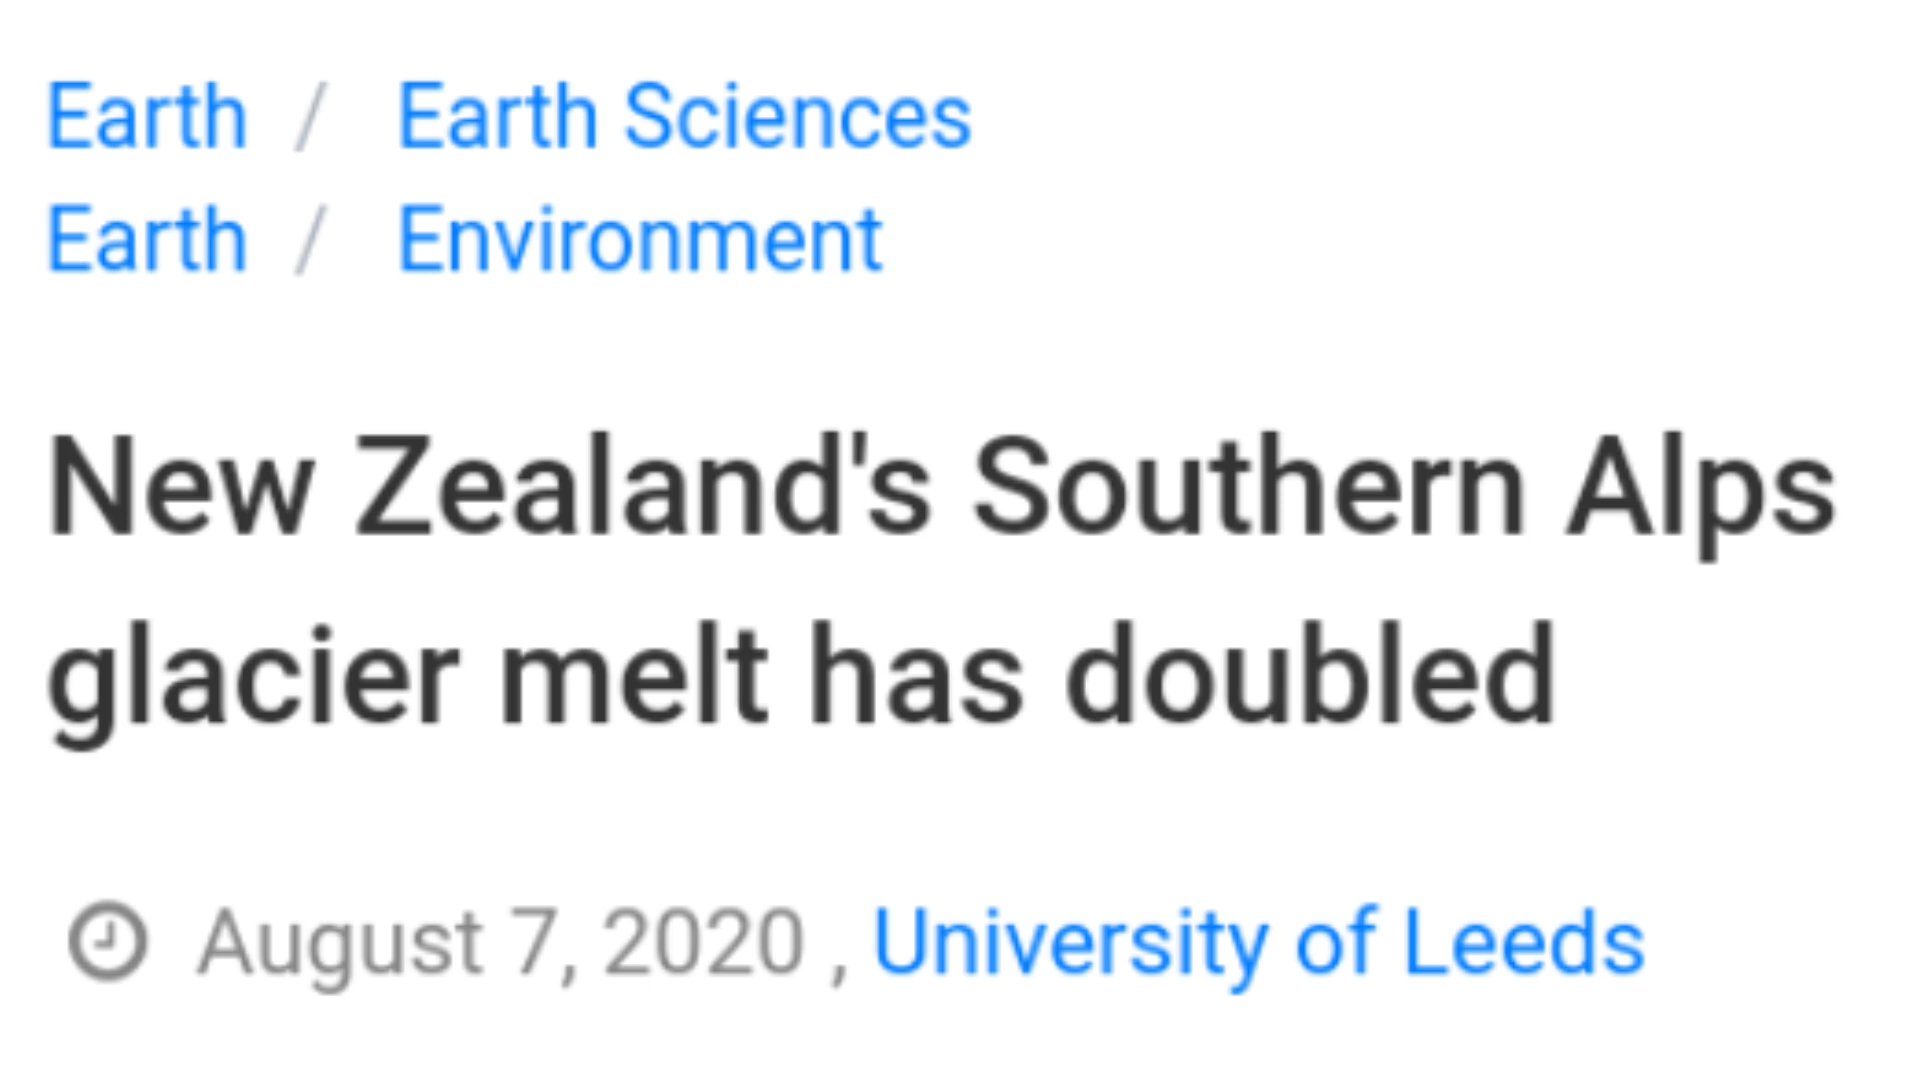 Earth / Earth Sciences
Earth / Environment
New Zealand's Southern Alps
glacier melt has doubled
August 7, 2020 , University of Leeds